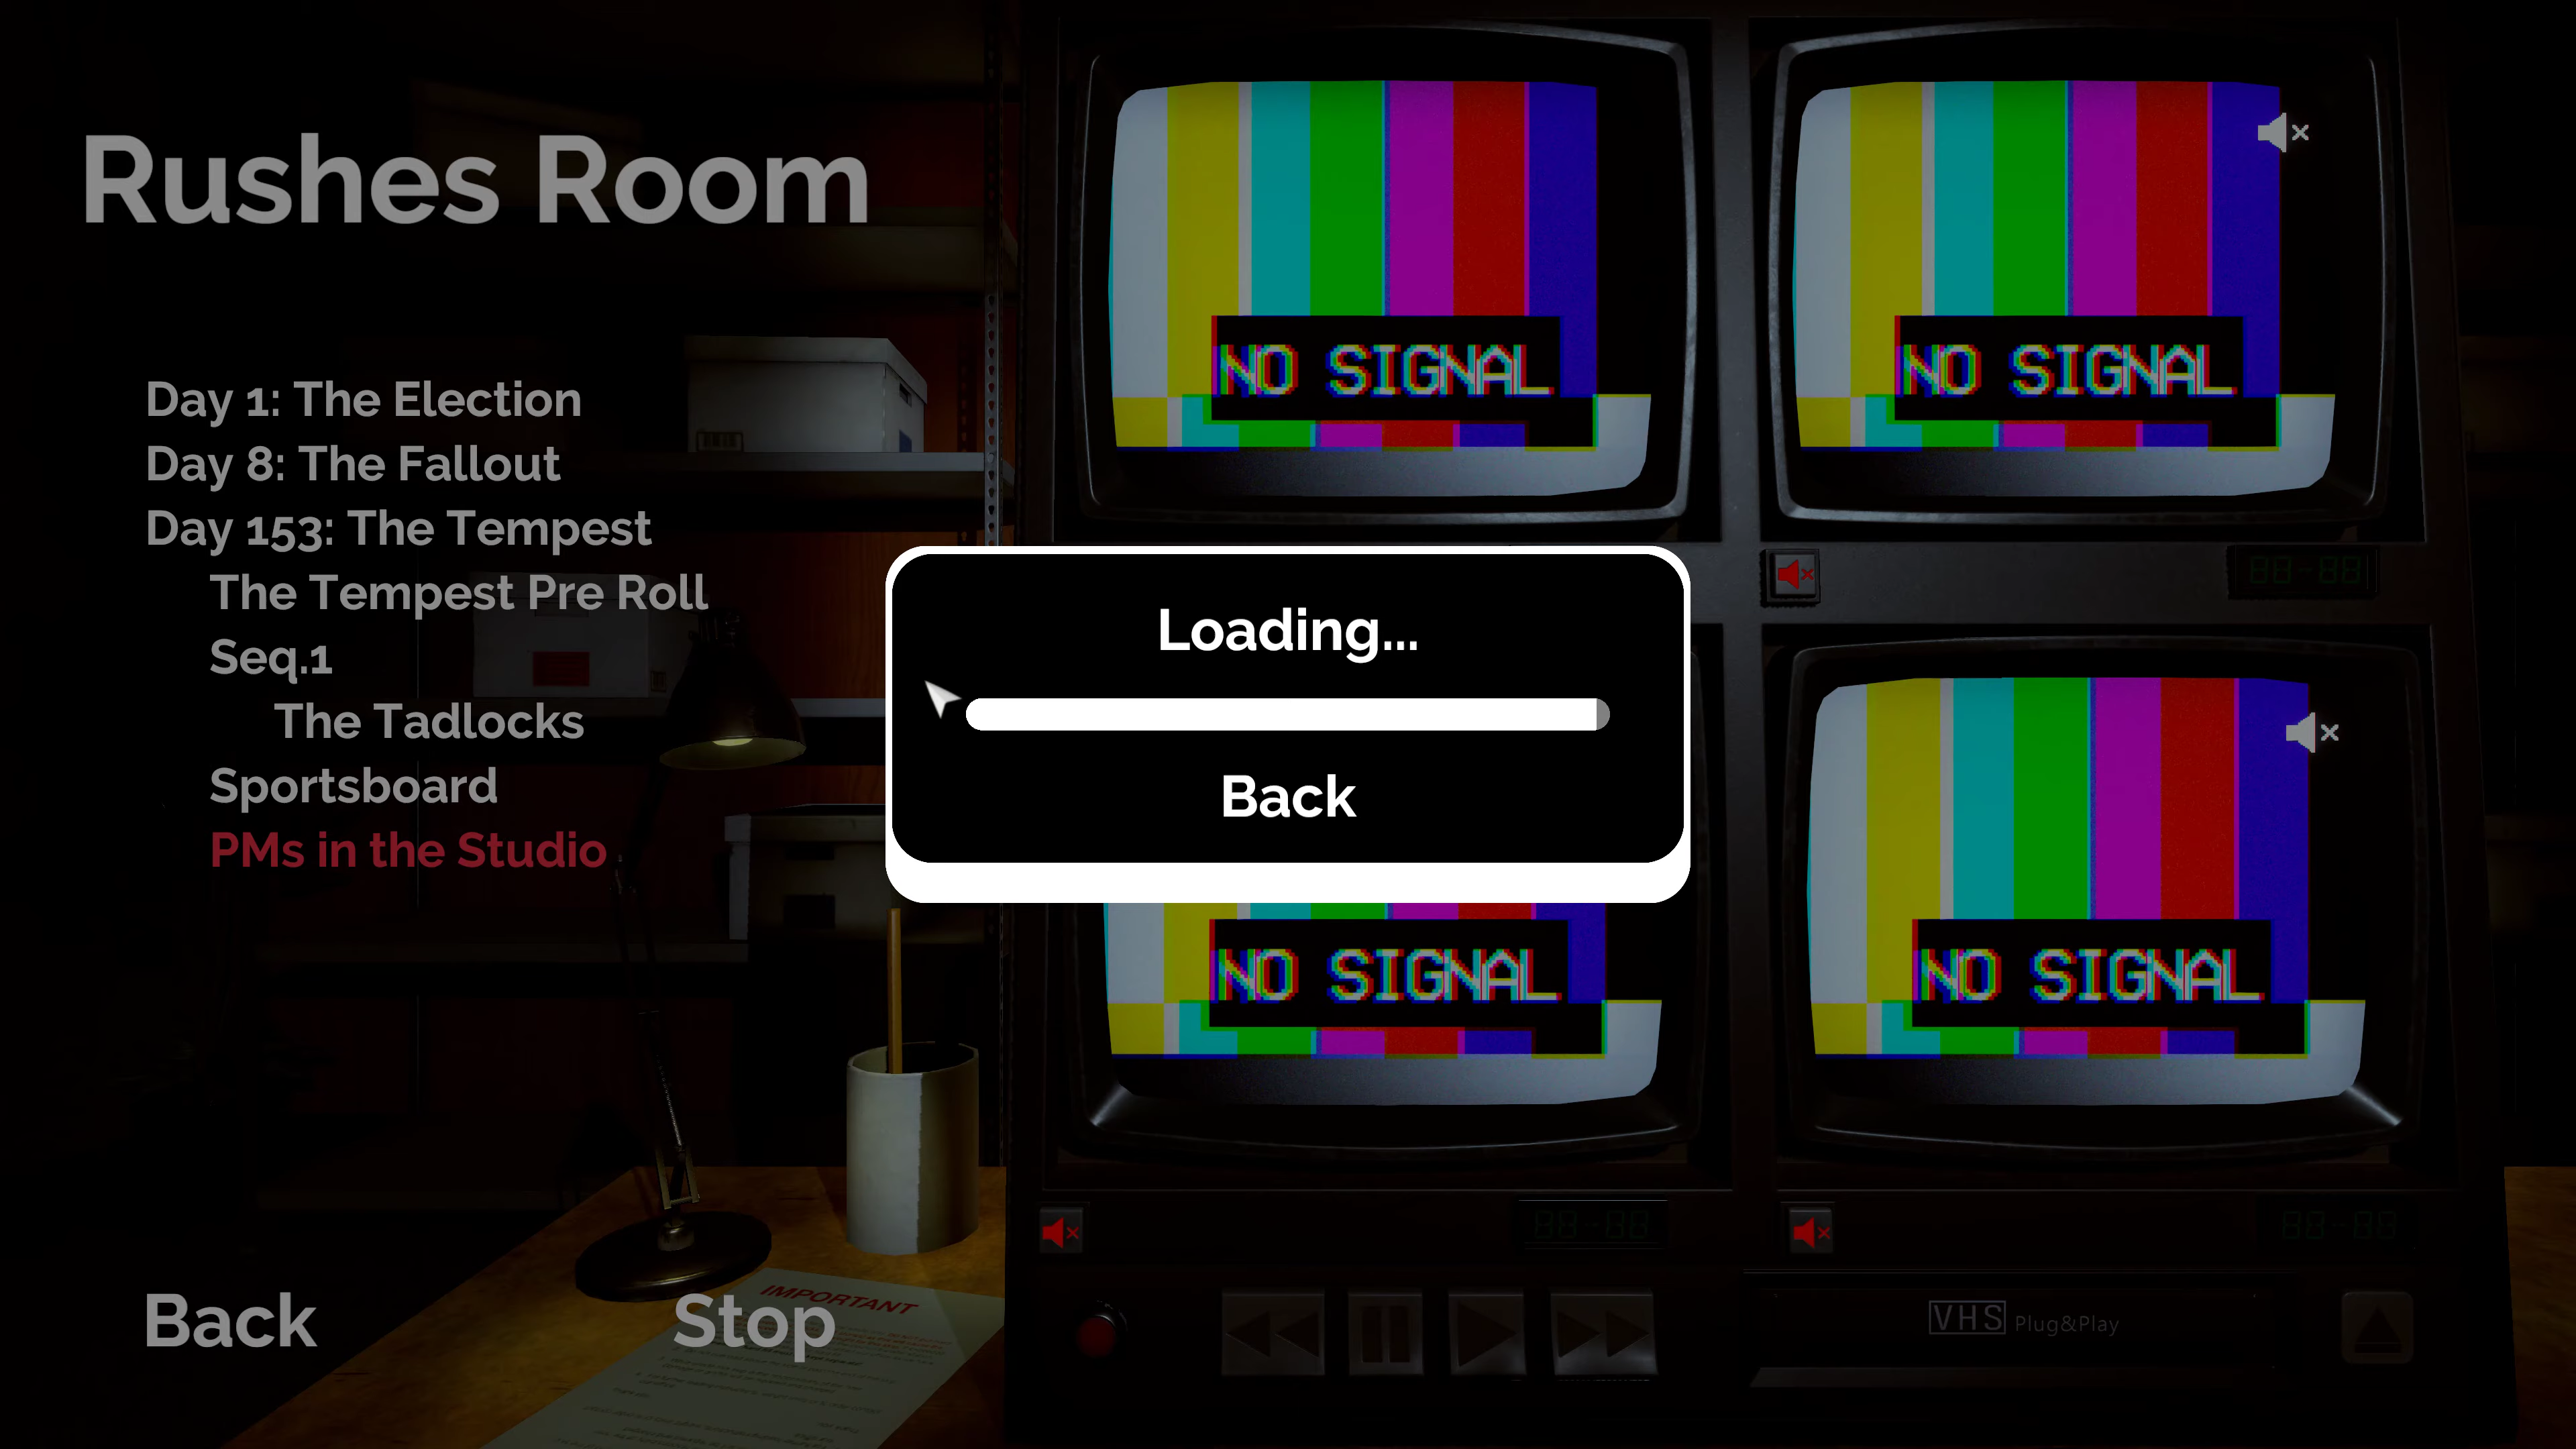 Rushes Room
Day 1: The Election
Day 8: The Fallout
Day 153: The Tempest
The Tempest Pre Roll
Seq.1
The Tadlocks
Sportsboard
PMs in the Studio
Back
Stop
IMPORTANT
NO SIGNAL
NO SIGNAL
Loading...
Back
NO SIGNAL
NO SIGNAL
VHS Plug&Play